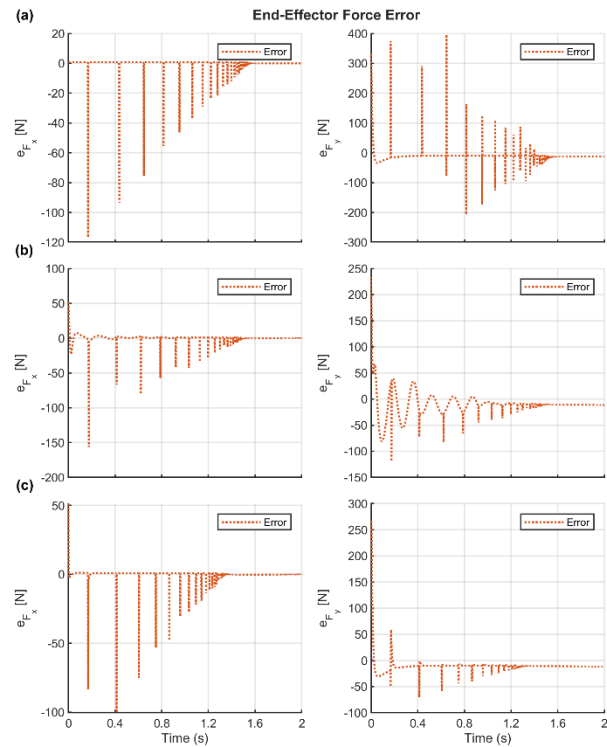 End-Effector Force Error
(a)
20
0
-20
-40
-60
-80
-100
-120
e_Fx [N]
Error
400
300
200
100
0
-100
-200
-300
e_Fy [N]
Error
(b)
100
50
0
-50
-100
-150
-200
e_Fx [N]
Error
250
200
150
100
50
0
-50
-100
-150
e_Fy [N]
Error
(c)
50
0
-50
-100
e_Fx [N]
Error
0 0.4 0.8 1.2 1.6 2
Time (s)
350
300
250
200
150
100
50
0
-50
-100
e_Fy [N]
Error
0 0.4 0.8 1.2 1.6 2
Time (s)